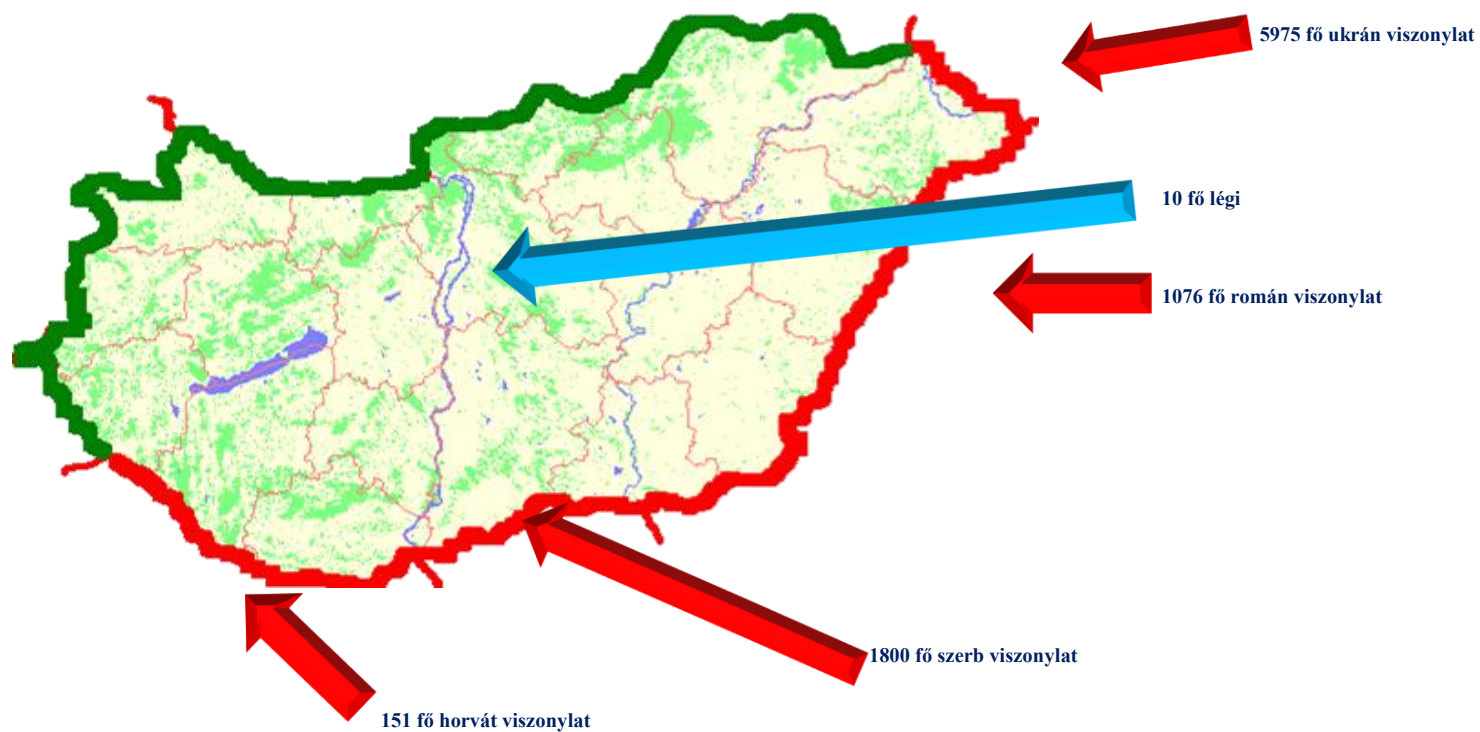 5975 fő ukrán viszonylat
10 fő légi
1076 fő román viszonylat
1800 fő szerb viszonylat
151 fő horvát viszonylat